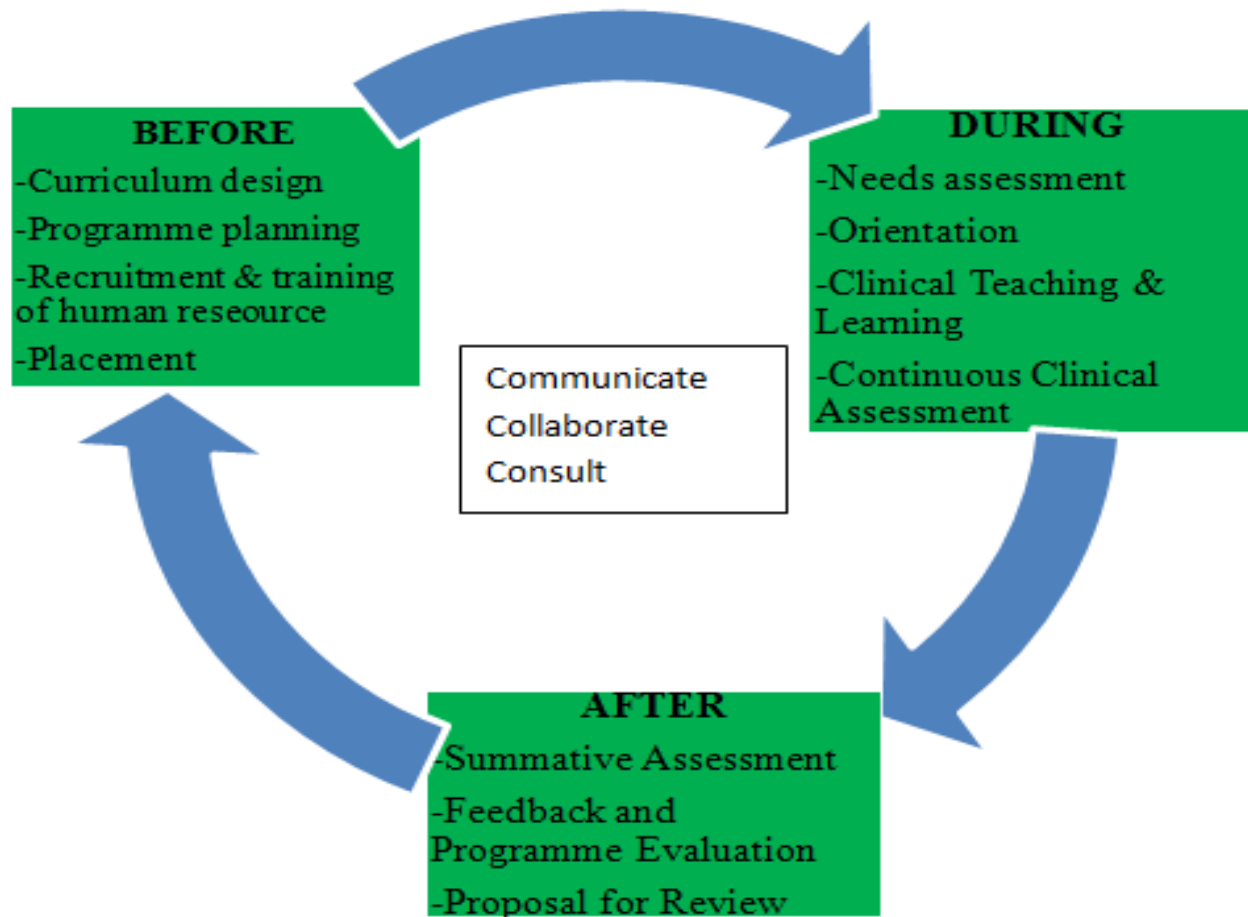 BEFORE
-Curriculum design
-Programme planning
-Recruitment & training
of human reseource
-Placement
DURING
-Needs assessment
-Orientation
-Clinical Teaching &
Learning
-Continuous Clinical
Assessment
Communicate
Collaborate
Consult
AFTER
-Summative Assessment
-Feedback and
Programme Evaluation
-Proposal for Review